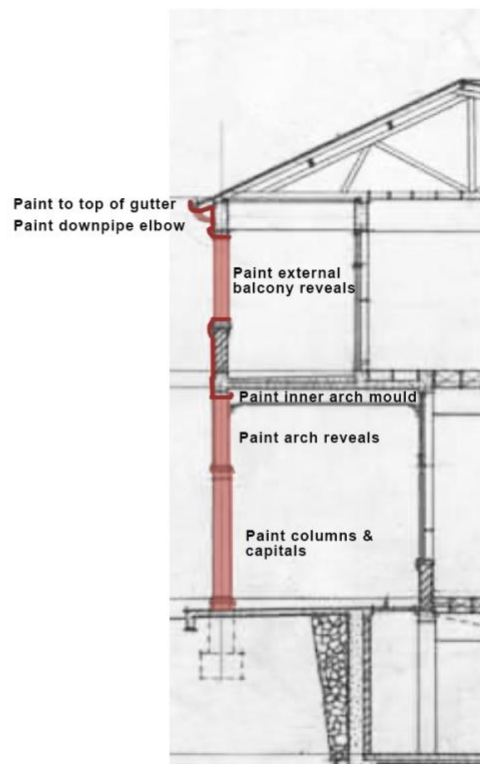 Paint to top of gutter
Paint downpipe elbow
Paint external
balcony reveals
Paint inner arch mould
Paint arch reveals
Paint columns &
capitals